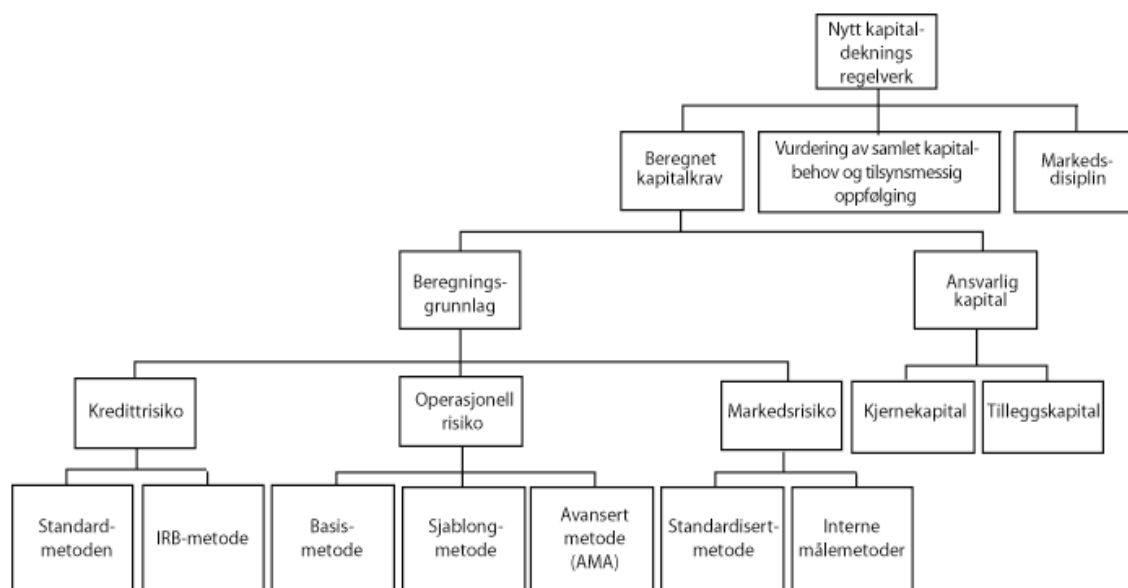 Nytt kapital-
deknings
regelverk
Beregnet
kapitalkrav
Vurdering av samlet kapital-
behov og tilsynsmessig
oppfølging
Markeds-
disiplin
Beregnings-
grunnlag
Ansvarlig
kapital
Kredittrisiko
Operasjonell
risiko
Markedsrisiko
Kjernekapital
Tilleggskapital
Standard-
metoden
IRB-metode
Basis-
metode
Sjablong-
metode
Avansert
metode
(AMA)
Standardisert-
metode
Interne
målemetoder